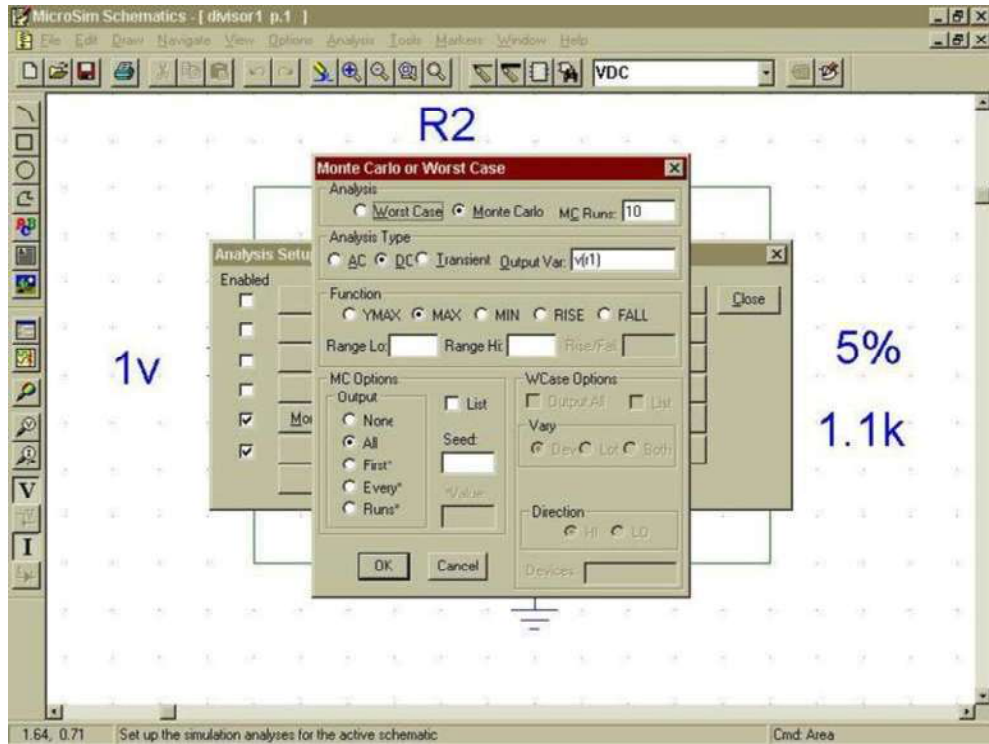 MicroSim Schematics - [ divisor1 p.1 ]
File Edit Draw Navigate View Options Analysis Tools Markers Window Help
VDC
R2
Monte Carlo or Worst Case
Analysis
Worst Case Monte Carlo MC Runs: 10
Analysis Type
AC DC Transient Output Var: v(r1)
Function
YMAX MAX MIN RISE FALL
Range Lo: Range Hi: Rise/Fall:
MC Options
Output
None
All
First*
Every*
Runs*
List
Seed:
*Value:
WCase Options
Output All List
Vary
Dev Lot Both
Direction
HI LO
Devices:
OK Cancel
Analysis Setu
Enabled
Close
Mo
1v
5%
1.1k
V
I
1.64, 0.71 Set up the simulation analyses for the active schematic Cmd: Area